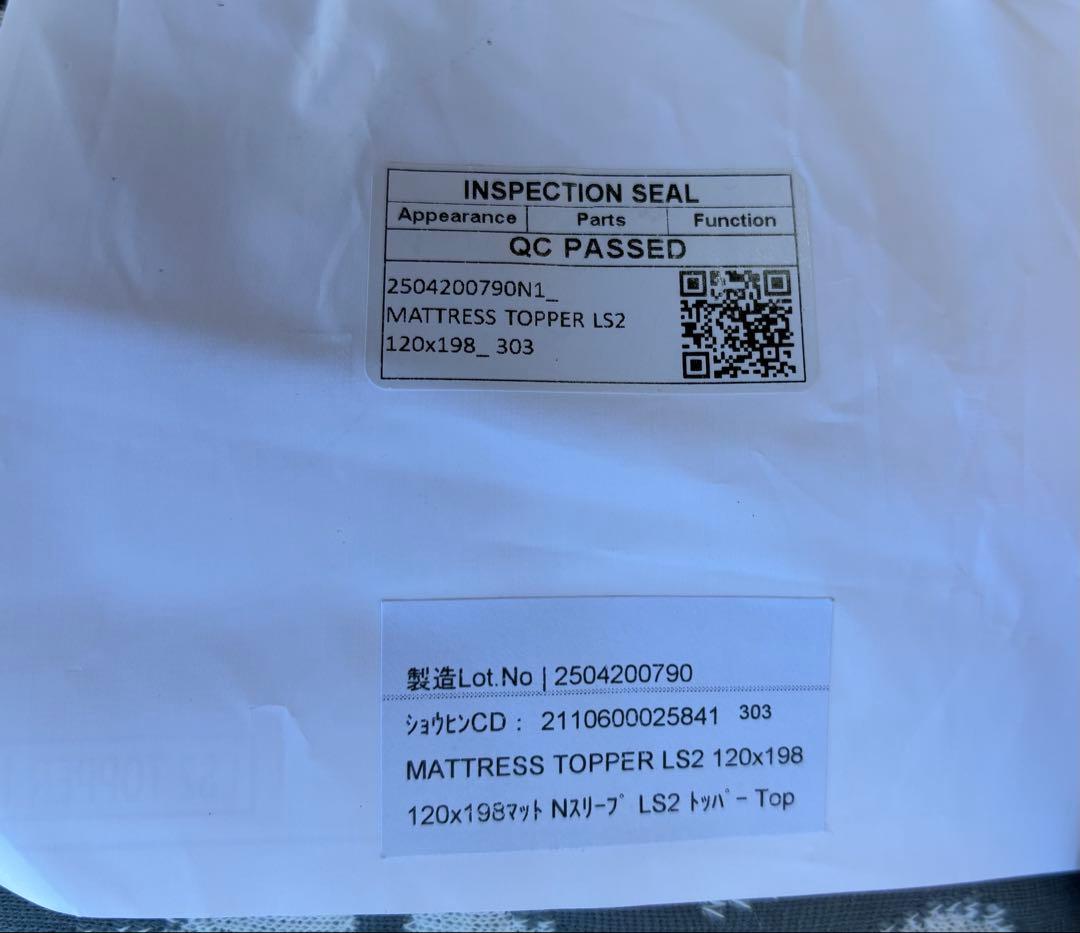 INSPECTION SEAL
Appearance Parts Function
QC PASSED
2504200790N1_
MATTRESS TOPPER LS2
120x198_ 303
製造Lot.No | 2504200790
ｼｮｳﾋﾝCD： 2110600025841 303
MATTRESS TOPPER LS2 120x198
120x198ﾏｯﾄ Nｽﾘｰﾌﾟ LS2 ﾄｯﾊﾟｰ Top